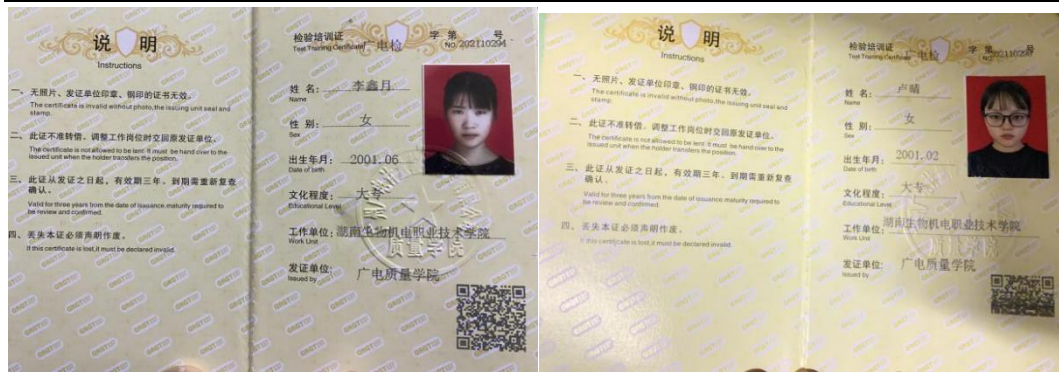 说 明
Instructions
一、无照片、发证单位印章、钢印的证书无效。
The certificate is invalid without photo,the issuing unit seal and
stamp.
二、此证不准转借。调整工作岗位时交回原发证单位。
The certificate is not allowed to be lent. It must be hand over to the
issued unit when the holder transfers the position.
三、此证从发证之日起，有效期三年。到期需重新复查
确认。
Valid for three years from the date of issuance.maturity required to
be review and confirmed.
四、丢失本证必须声明作废。
If this certificate is lost,it must be declared invalid.
检验培训证 广电检 字 第 号
Test Training Certificate NO.202110294
姓 名: 李鑫月
Name
性 别: 女
Sex
出生年月: 2001.06
Date of birth
文化程度: 大专
Educational Level
工作单位: 湖南生物机电职业技术学院
Work Unit
质量学院
发证单位: 广电质量学院
Issued by
说 明
Instructions
一、无照片、发证单位印章、钢印的证书无效。
The certificate is invalid without photo,the issuing unit seal and
stamp.
二、此证不准转借。调整工作岗位时交回原发证单位。
The certificate is not allowed to be lent. It must be hand over to the
issued unit when the holder transfers the position.
三、此证从发证之日起，有效期三年。到期需重新复查
确认。
Valid for three years from the date of issuance.maturity required to
be review and confirmed.
四、丢失本证必须声明作废。
If this certificate is lost,it must be declared invalid.
检验培训证 广电检 字 第 号
Test Training Certificate
姓 名: 卢晴
Name
性 别: 女
Sex
出生年月: 2001.02
Date of birth
文化程度: 大专
Educational Level
工作单位: 湖南生物机电职业技术学院
Work Unit
发证单位: 广电质量学院
Issued by